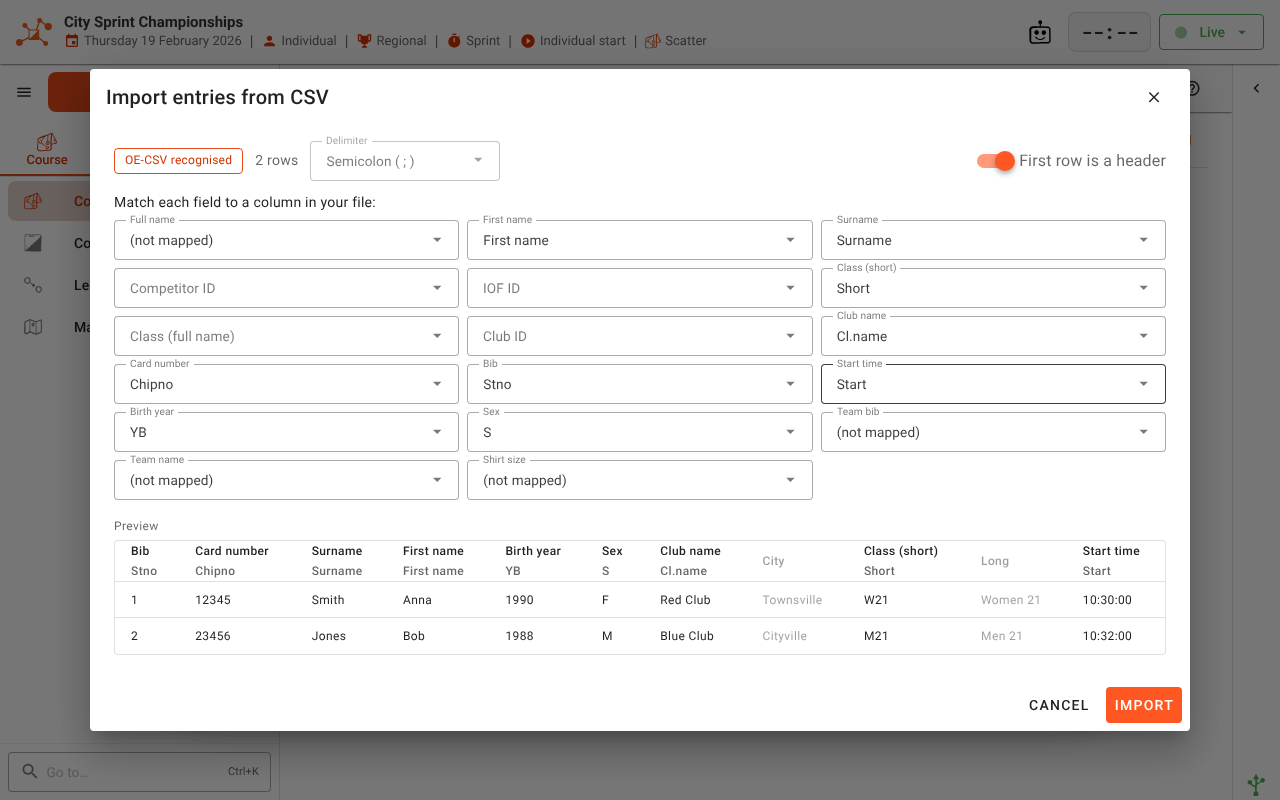 City Sprint Championships
Thursday 19 February 2026 | Individual | Regional | Sprint | Individual start | Scatter
--:--
Live
Import entries from CSV
Course
OE-CSV recognised
2 rows
Delimiter
Semicolon ( ; )
First row is a header
Match each field to a column in your file:
Full name
(not mapped)
First name
First name
Surname
Surname
Competitor ID
IOF ID
Class (short)
Short
Class (full name)
Club ID
Club name
Cl.name
Card number
Chipno
Bib
Stno
Start time
Start
Birth year
YB
Sex
S
Team bib
(not mapped)
Team name
(not mapped)
Shirt size
(not mapped)
Preview
Bib Card number Surname First name Birth year Sex Club name City Class (short) Long Start time
Stno Chipno Surname First name YB S Cl.name Short Start
1 12345 Smith Anna 1990 F Red Club Townsville W21 Women 21 10:30:00
2 23456 Jones Bob 1988 M Blue Club Cityville M21 Men 21 10:32:00
CANCEL
IMPORT
Go to...
Ctrl+K